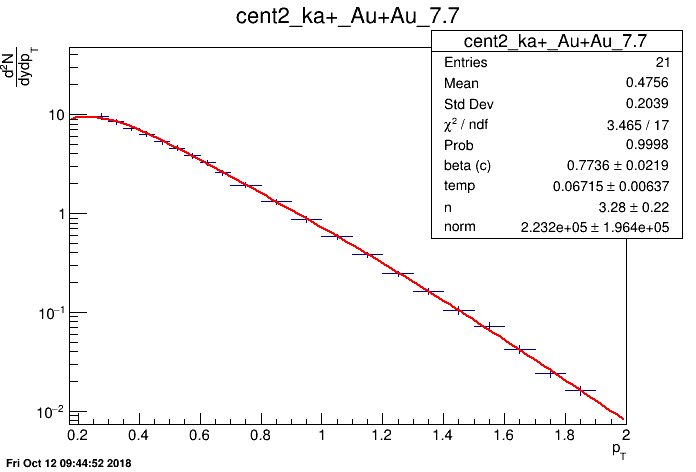 cent2_ka+_Au+Au_7.7
cent2_ka+_Au+Au_7.7
Entries 21
Mean 0.4756
Std Dev 0.2039
χ² / ndf 3.465 / 17
Prob 0.9998
beta (c) 0.7736 ± 0.0219
temp 0.06715 ± 0.00637
n 3.28 ± 0.22
norm 2.232e+05 ± 1.964e+05
d²N
dydp_T
10
1
10⁻¹
10⁻²
0.2 0.4 0.6 0.8 1 1.2 1.4 1.6 1.8 2
p_T
Fri Oct 12 09:44:52 2018